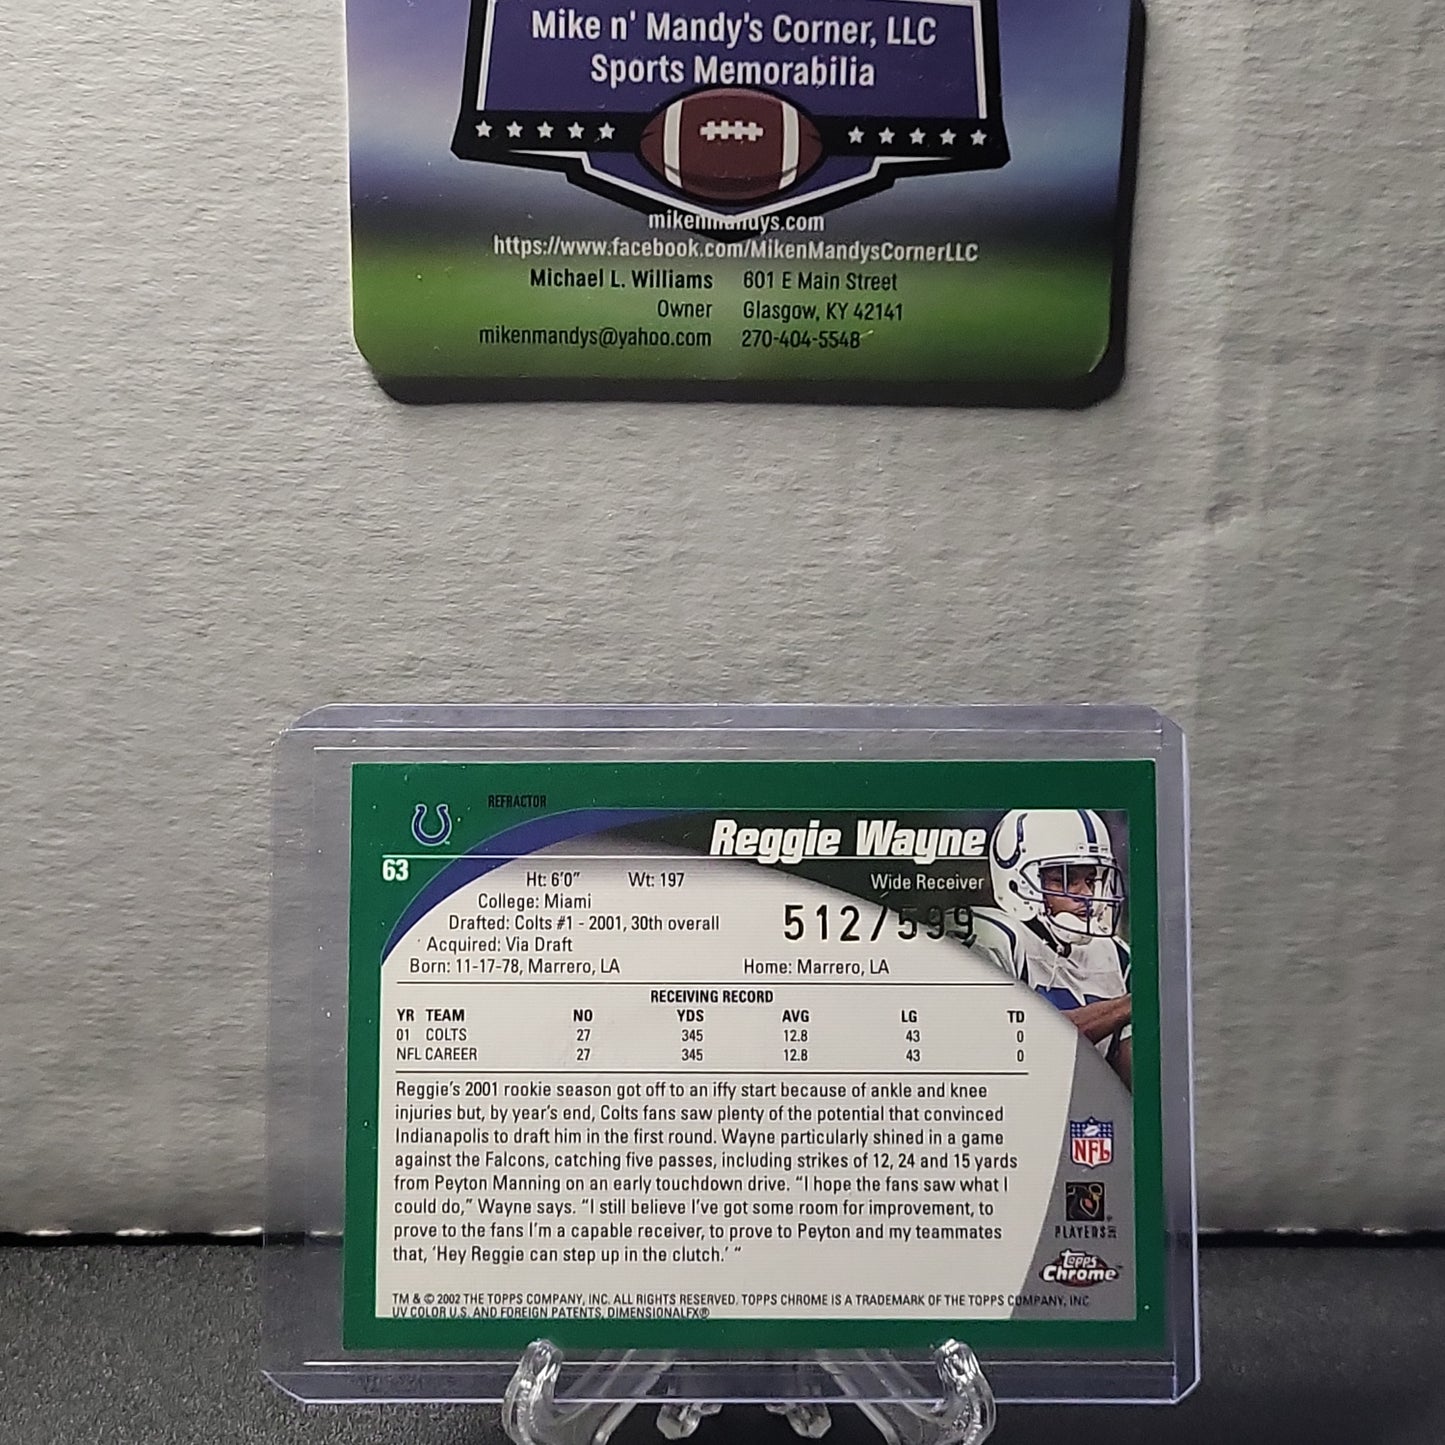 Mike n' Mandy's Corner, LLC
Sports Memorabilia
mikenmandys.com
https://www.facebook.com/MikenMandysCornerLLC
Michael L. Williams 601 E Main Street
Owner Glasgow, KY 42141
mikenmandys@yahoo.com 270-404-5548
REFRACTOR
63
Reggie Wayne
Wide Receiver
512/599
Ht: 6'0" Wt: 197
College: Miami
Drafted: Colts #1 - 2001, 30th overall
Acquired: Via Draft
Born: 11-17-78, Marrero, LA Home: Marrero, LA
RECEIVING RECORD
YR TEAM NO YDS AVG LG TD
01 COLTS 27 345 12.8 43 0
NFL CAREER 27 345 12.8 43 0
Reggie's 2001 rookie season got off to an iffy start because of ankle and knee
injuries but, by year's end, Colts fans saw plenty of the potential that convinced
Indianapolis to draft him in the first round. Wayne particularly shined in a game
against the Falcons, catching five passes, including strikes of 12, 24 and 15 yards
from Peyton Manning on an early touchdown drive. "I hope the fans saw what I
could do," Wayne says. "I still believe I've got some room for improvement, to
prove to the fans I'm a capable receiver, to prove to Peyton and my teammates
that, 'Hey Reggie can step up in the clutch.' "
NFL
PLAYERS INC
Topps
Chrome
TM & © 2002 THE TOPPS COMPANY, INC. ALL RIGHTS RESERVED. TOPPS CHROME IS A TRADEMARK OF THE TOPPS COMPANY, INC
UV COLOR U.S. AND FOREIGN PATENTS, DIMENSIONALFX®